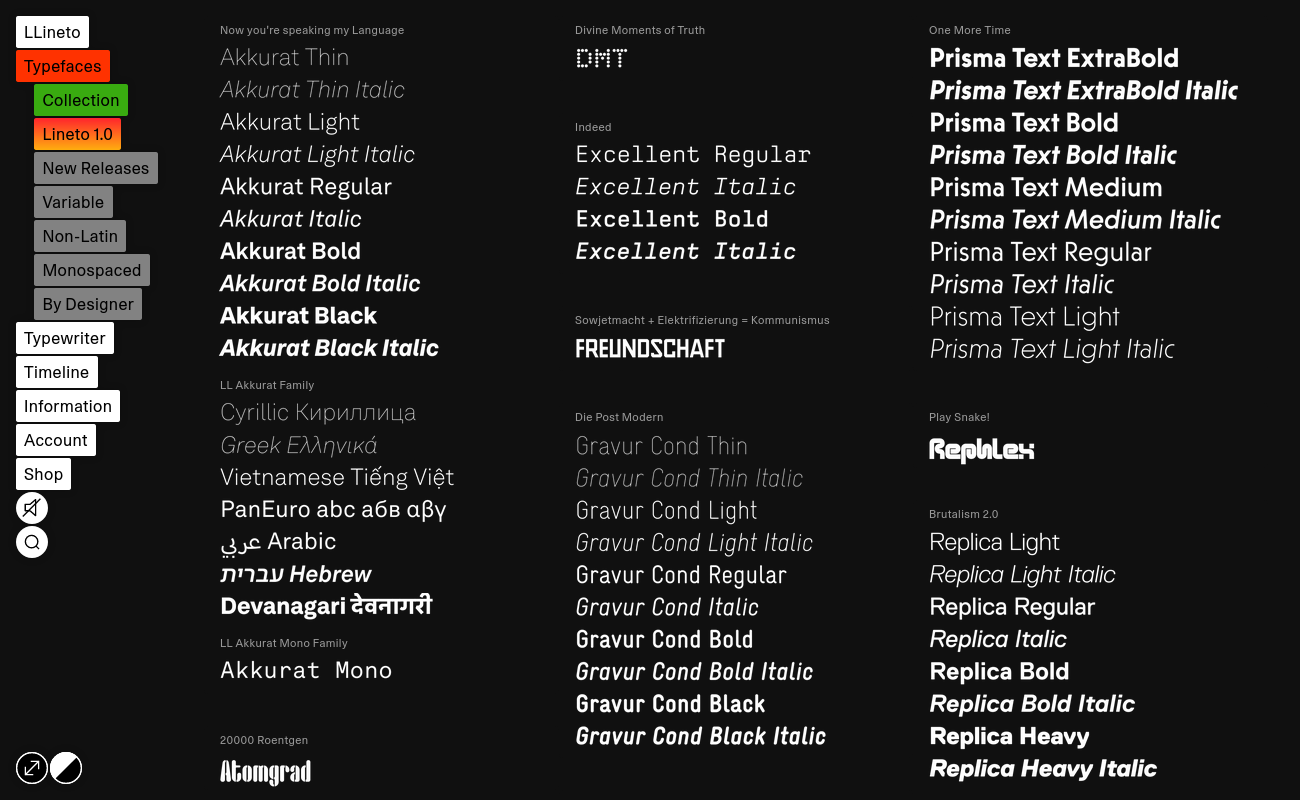 LLineto
Typefaces
Collection
Lineto 1.0
New Releases
Variable
Non-Latin
Monospaced
By Designer
Typewriter
Timeline
Information
Account
Shop
Now you're speaking my Language
Akkurat Thin
Akkurat Thin Italic
Akkurat Light
Akkurat Light Italic
Akkurat Regular
Akkurat Italic
Akkurat Bold
Akkurat Bold Italic
Akkurat Black
Akkurat Black Italic
LL Akkurat Family
Cyrillic Кириллица
Greek Ελληνικά
Vietnamese Tiếng Việt
PanEuro abc абв αβγ
عربي Arabic
עברית Hebrew
Devanagari देवनागरी
LL Akkurat Mono Family
Akkurat Mono
20000 Roentgen
Atomgrad
Divine Moments of Truth
DMT
Indeed
Excellent Regular
Excellent Italic
Excellent Bold
Excellent Italic
Sowjetmacht + Elektrifizierung = Kommunismus
FREUNDSCHAFT
Die Post Modern
Gravur Cond Thin
Gravur Cond Thin Italic
Gravur Cond Light
Gravur Cond Light Italic
Gravur Cond Regular
Gravur Cond Italic
Gravur Cond Bold
Gravur Cond Bold Italic
Gravur Cond Black
Gravur Cond Black Italic
One More Time
Prisma Text ExtraBold
Prisma Text ExtraBold Italic
Prisma Text Bold
Prisma Text Bold Italic
Prisma Text Medium
Prisma Text Medium Italic
Prisma Text Regular
Prisma Text Italic
Prisma Text Light
Prisma Text Light Italic
Play Snake!
Rephlex
Brutalism 2.0
Replica Light
Replica Light Italic
Replica Regular
Replica Italic
Replica Bold
Replica Bold Italic
Replica Heavy
Replica Heavy Italic